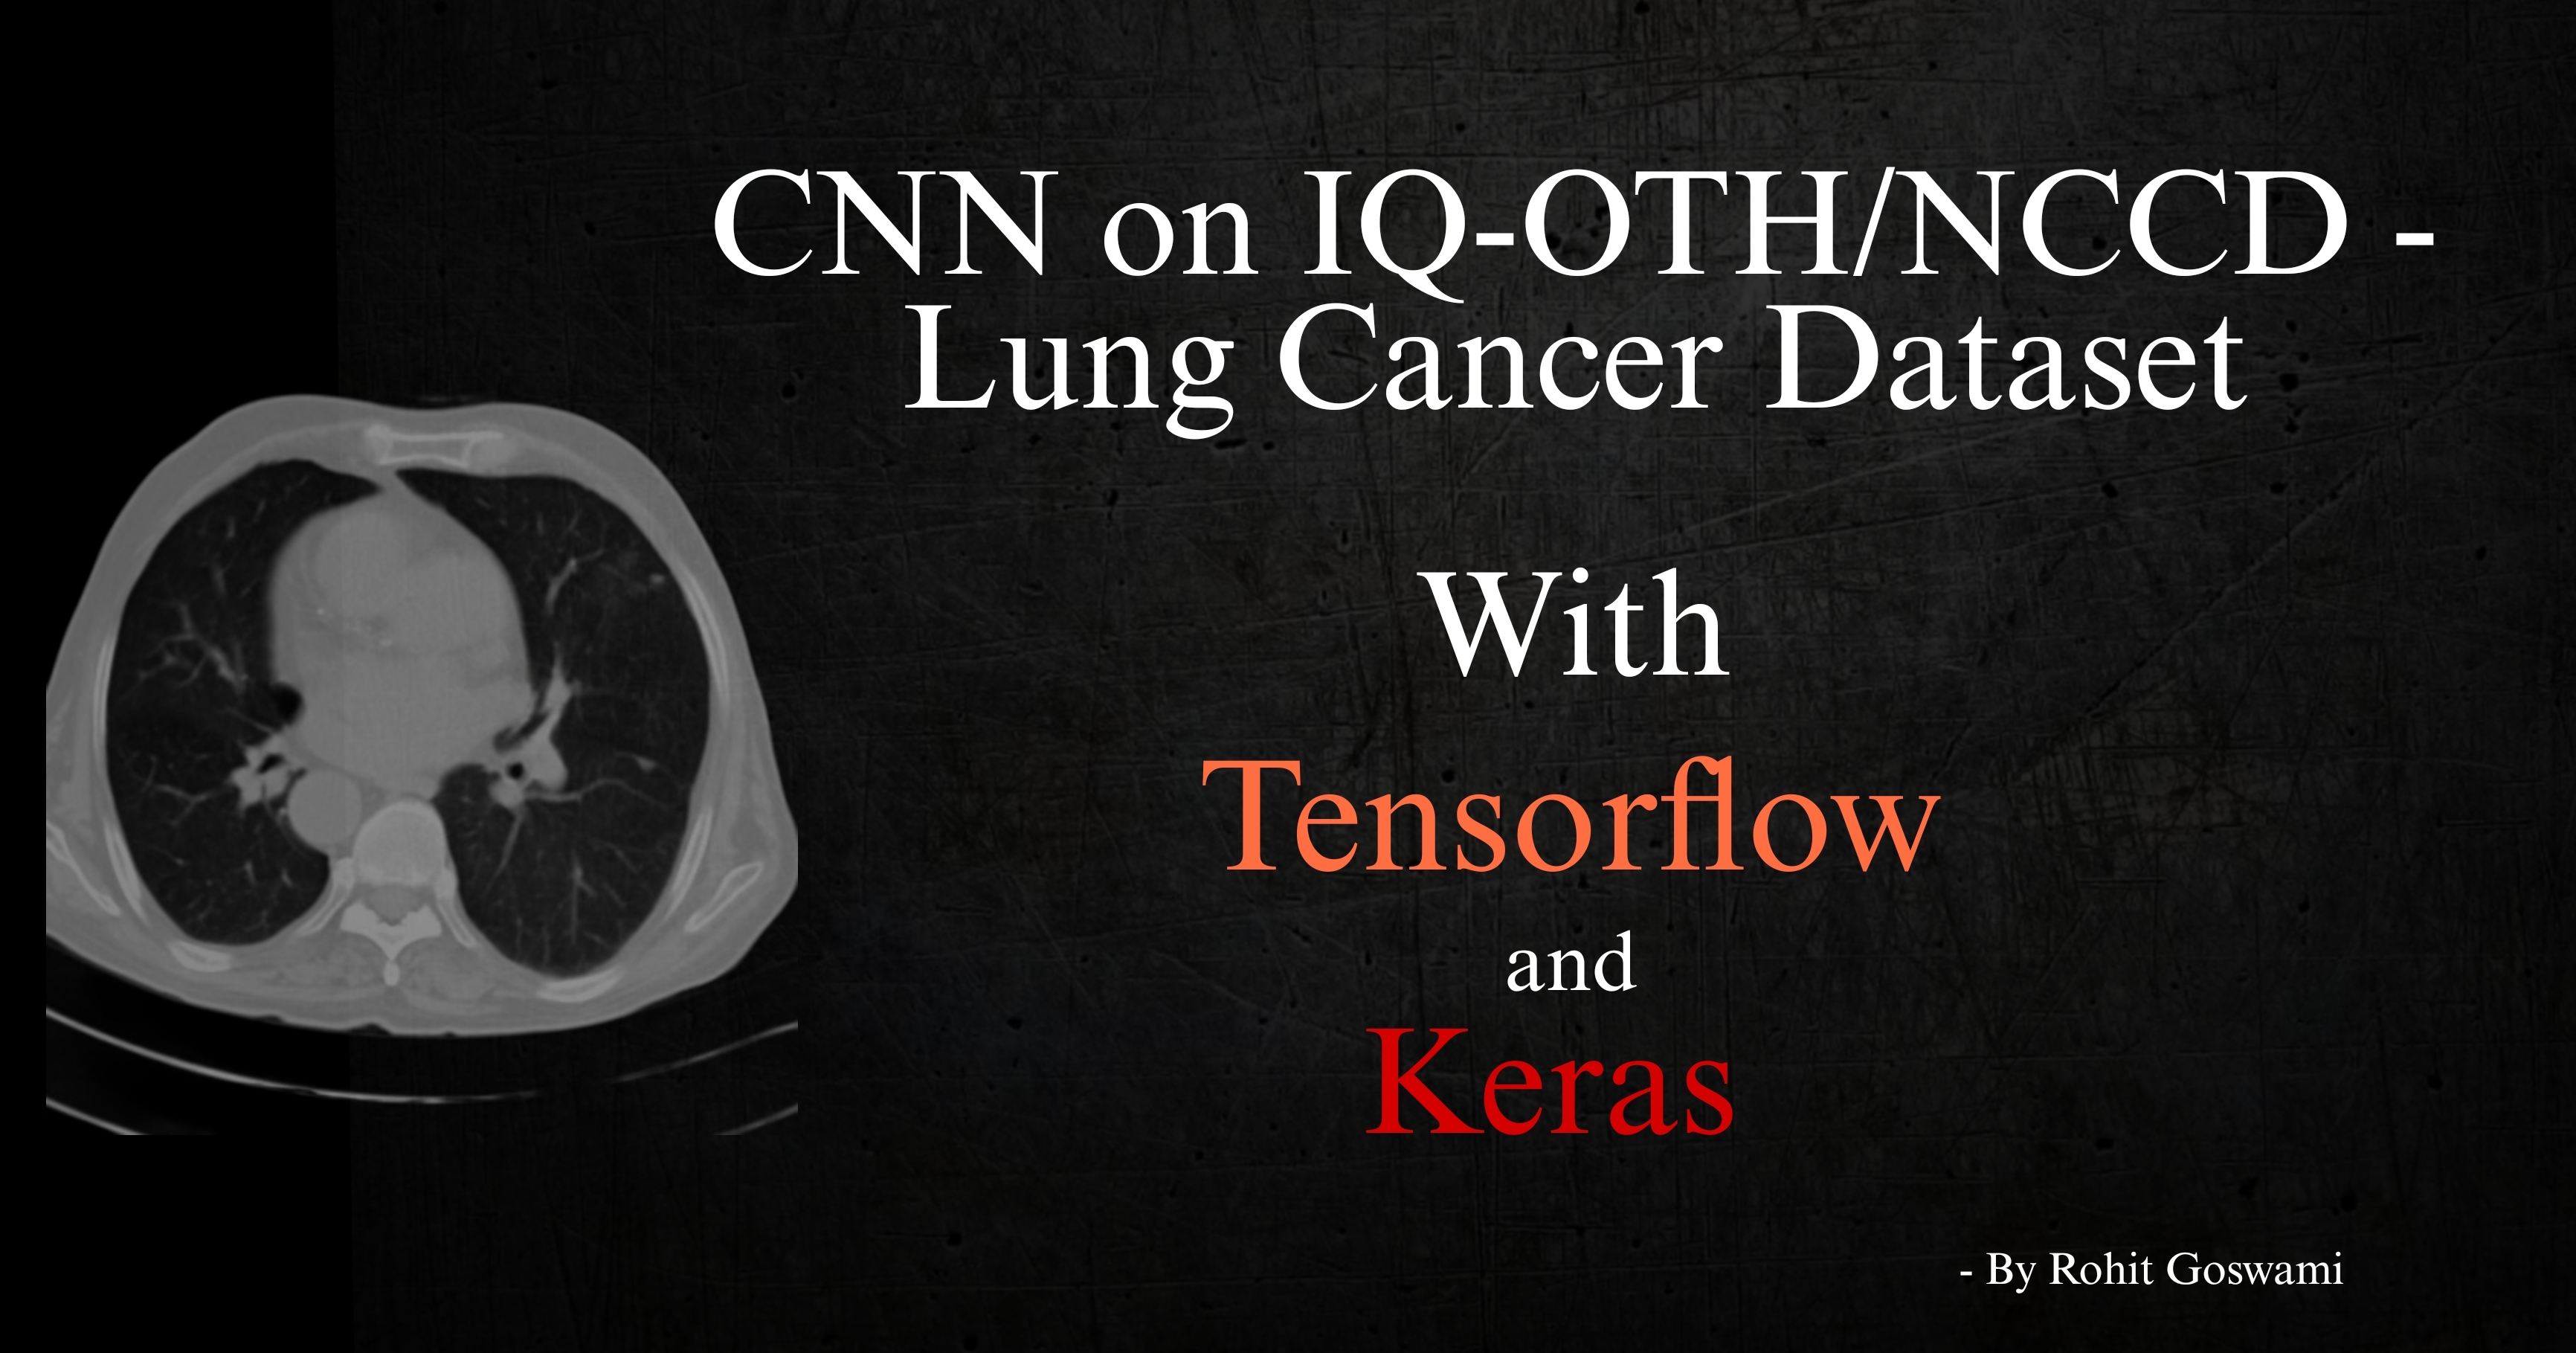 CNN on IQ-OTH/NCCD -
Lung Cancer Dataset
With
Tensorflow
and
Keras
- By Rohit Goswami